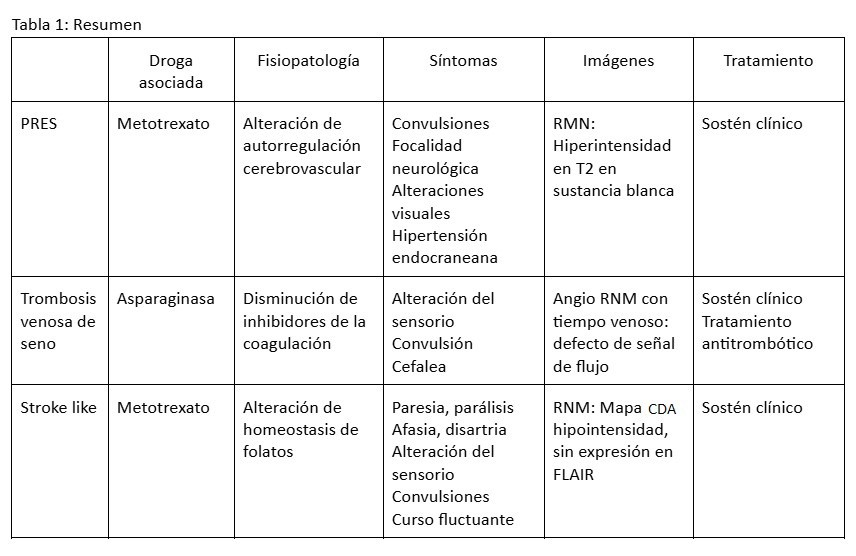 Tabla 1: Resumen
Droga
asociada
Fisiopatología
Síntomas
Imágenes
Tratamiento
PRES
Metotrexato
Alteración de
autorregulación
cerebrovascular
Convulsiones
Focalidad
neurológica
Alteraciones
visuales
Hipertensión
endocraneana
RMN:
Hiperintensidad
en T2 en
sustancia blanca
Sostén clínico
Trombosis
venosa de
seno
Asparaginasa
Disminución de
inhibidores de la
coagulación
Alteración del
sensorio
Convulsión
Cefalea
Angio RNM con
tiempo venoso:
defecto de señal
de flujo
Sostén clínico
Tratamiento
antitrombótico
Stroke like
Metotrexato
Alteración de
homeostasis de
folatos
Paresia, parálisis
Afasia, disartria
Alteración del
sensorio
Convulsiones
Curso fluctuante
RNM: Mapa CDA
hipointensidad,
sin expresión en
FLAIR
Sostén clínico